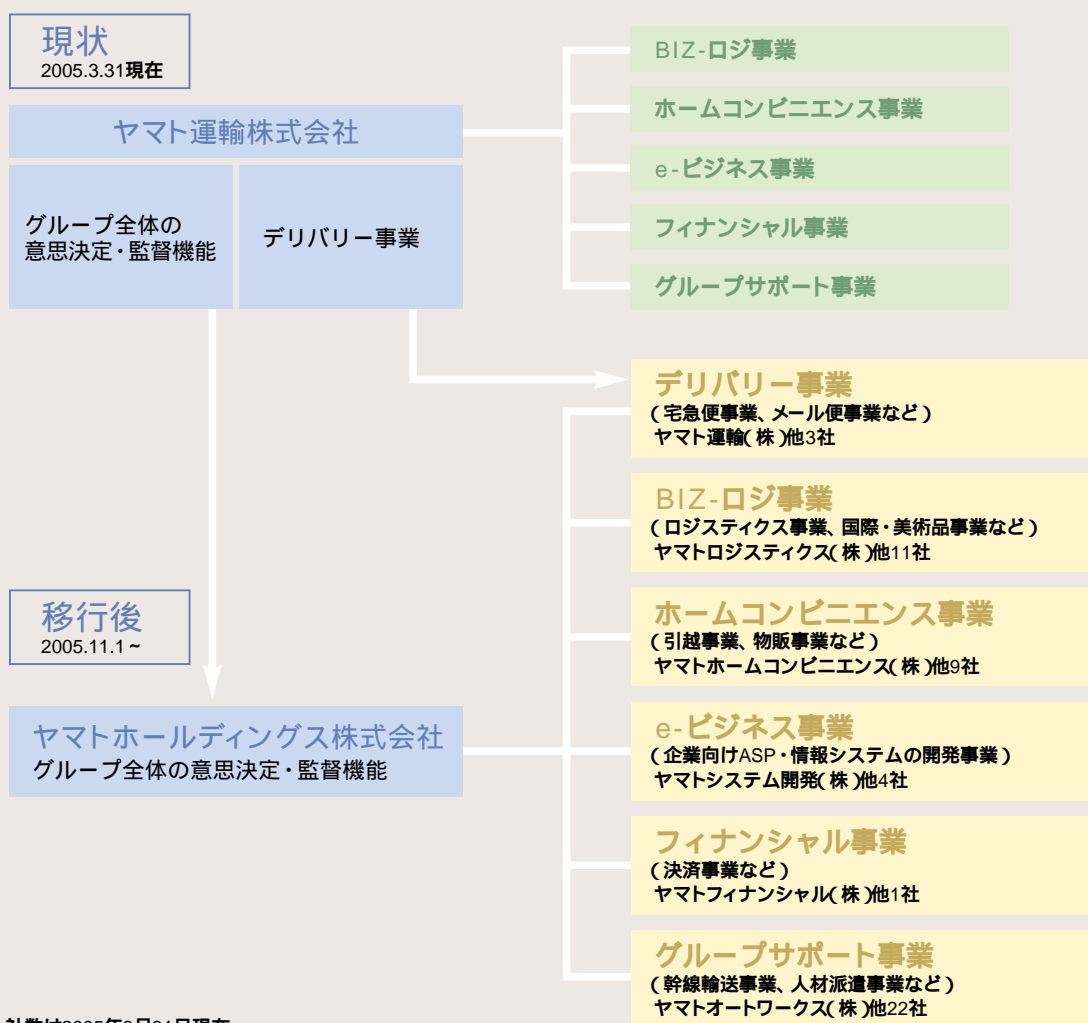 現状
2005.3.31現在
ヤマト運輸株式会社
グループ全体の
意思決定・監督機能
デリバリー事業
BIZ-ロジ事業
ホームコンビニエンス事業
e-ビジネス事業
フィナンシャル事業
グループサポート事業
デリバリー事業
(宅急便事業、メール便事業など)
ヤマト運輸(株)他3社
BIZ-ロジ事業
(ロジスティクス事業、国際・美術品事業など)
ヤマトロジスティクス(株)他11社
移行後
2005.11.1~
ホームコンビニエンス事業
(引越事業、物販事業など)
ヤマトホームコンビニエンス(株)他9社
ヤマトホールディングス株式会社
グループ全体の意思決定・監督機能
e-ビジネス事業
(企業向けASP・情報システムの開発事業)
ヤマトシステム開発(株)他4社
フィナンシャル事業
(決済事業など)
ヤマトフィナンシャル(株)他1社
グループサポート事業
(幹線輸送事業、人材派遣事業など)
ヤマトオートワークス(株)他22社